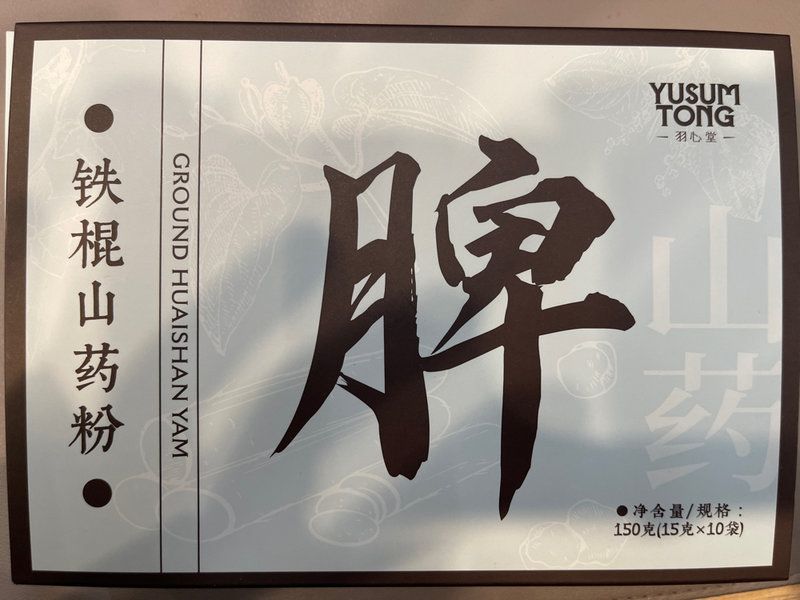 铁棍山药粉
GROUND HUAISHAN YAM
脾
YUSUM
TONG
羽心堂
山药
净含量/规格：
150克(15克×10袋)